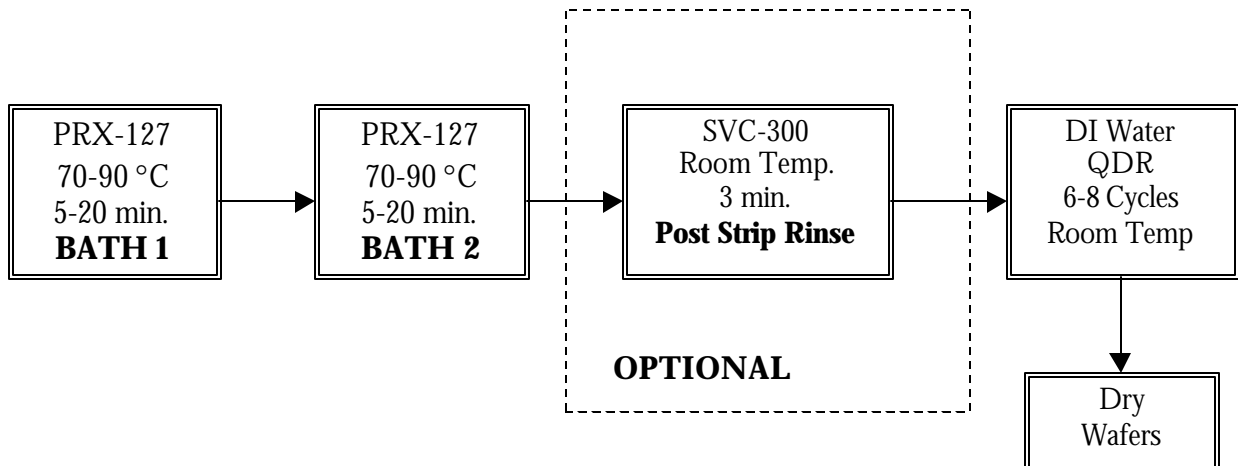 PRX-127
70-90 °C
5-20 min.
BATH 1
PRX-127
70-90 °C
5-20 min.
BATH 2
SVC-300
Room Temp.
3 min.
Post Strip Rinse
OPTIONAL
DI Water
QDR
6-8 Cycles
Room Temp
Dry
Wafers